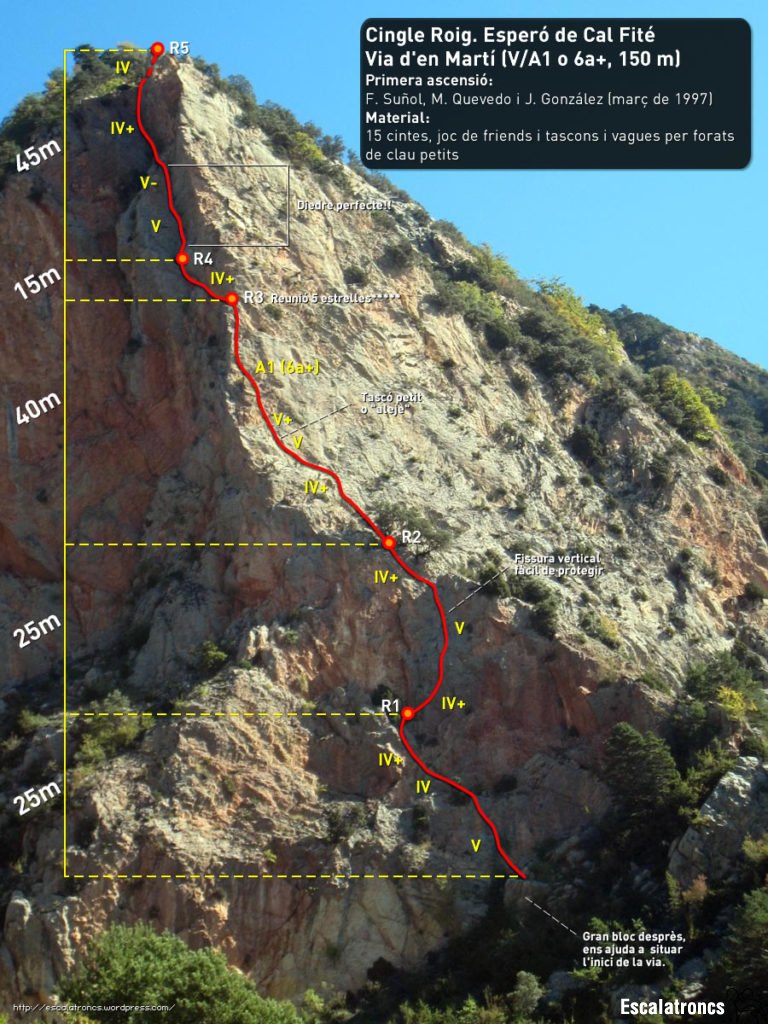 Cingle Roig. Esperó de Cal Fité
Via d'en Martí (V/A1 o 6a+, 150 m)
Primera ascensió:
F. Suñol, M. Quevedo i J. González (març de 1997)
Material:
15 cintes, joc de friends i tascons i vagues per forats
de clau petits
R5
IV
IV+
45m
V-
Diedre perfecte!!
V
R4
15m
IV+
R3 Reunió 5 estrelles*****
A1 (6a+)
Tascó petit
o "aleje"
40m
V+
V
IV+
R2
Fissura vertical
fàcil de protegir
IV+
25m
V
R1
IV+
IV+
IV
25m
V
Gran bloc desprès,
ens ajuda a situar
l'inici de la via.
http://escalatroncs.wordpress.com/
Escalatroncs